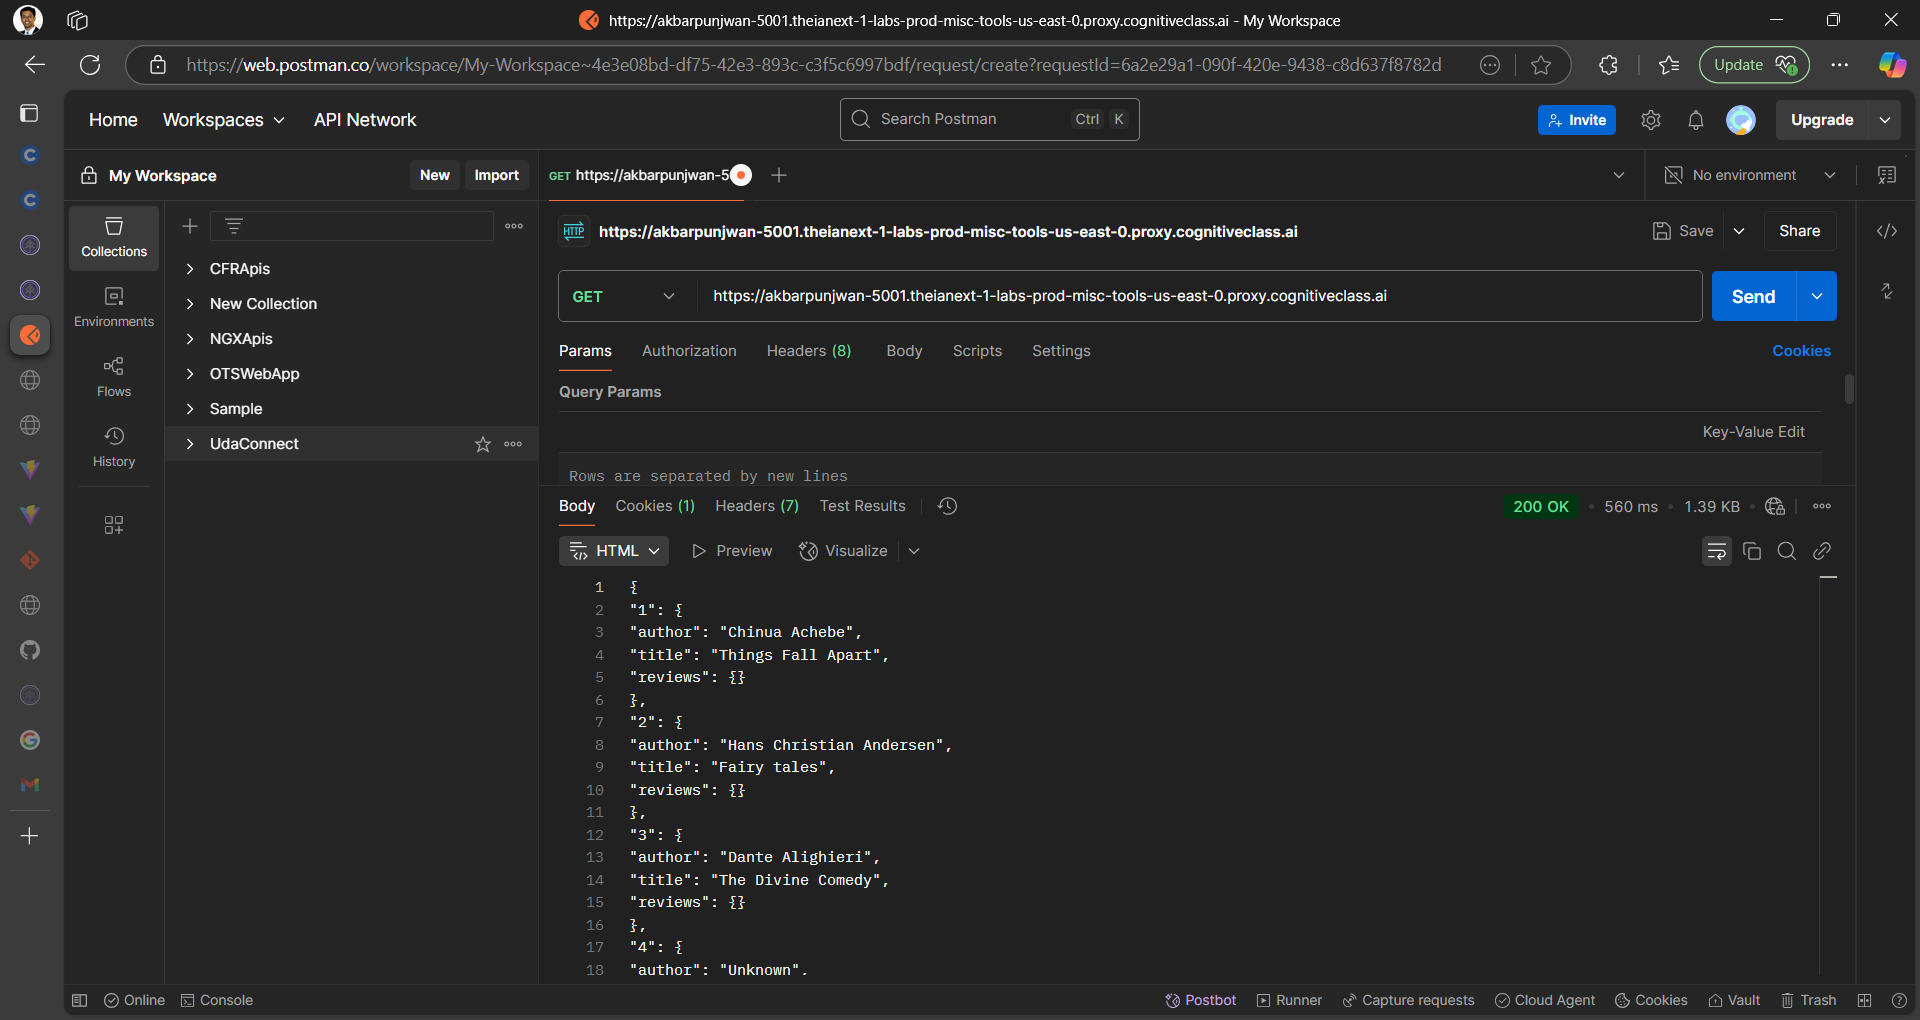 https://akbarpunjwan-5001.theianext-1-labs-prod-misc-tools-us-east-0.proxy.cognitiveclass.ai - My Workspace
https://web.postman.co/workspace/My-Workspace~4e3e08bd-df75-42e3-893c-c3f5c6997bdf/request/create?requestId=6a2e29a1-090f-420e-9438-c8d637f8782d
Update
Home Workspaces API Network
Search Postman Ctrl K
Invite
Upgrade
My Workspace New Import
GET https://akbarpunjwan-5
No environment
Collections
Environments
Flows
History
CFRApis
New Collection
NGXApis
OTSWebApp
Sample
UdaConnect
HTTP https://akbarpunjwan-5001.theianext-1-labs-prod-misc-tools-us-east-0.proxy.cognitiveclass.ai
Save Share
GET https://akbarpunjwan-5001.theianext-1-labs-prod-misc-tools-us-east-0.proxy.cognitiveclass.ai Send
Params Authorization Headers (8) Body Scripts Settings Cookies
Query Params
Key-Value Edit
Rows are separated by new lines
Body Cookies (1) Headers (7) Test Results 200 OK • 560 ms • 1.39 KB •
HTML Preview Visualize
1 {
2 "1": {
3 "author": "Chinua Achebe",
4 "title": "Things Fall Apart",
5 "reviews": {}
6 },
7 "2": {
8 "author": "Hans Christian Andersen",
9 "title": "Fairy tales",
10 "reviews": {}
11 },
12 "3": {
13 "author": "Dante Alighieri",
14 "title": "The Divine Comedy",
15 "reviews": {}
16 },
17 "4": {
18 "author": "Unknown",
Online Console Postbot Runner Capture requests Cloud Agent Cookies Vault Trash